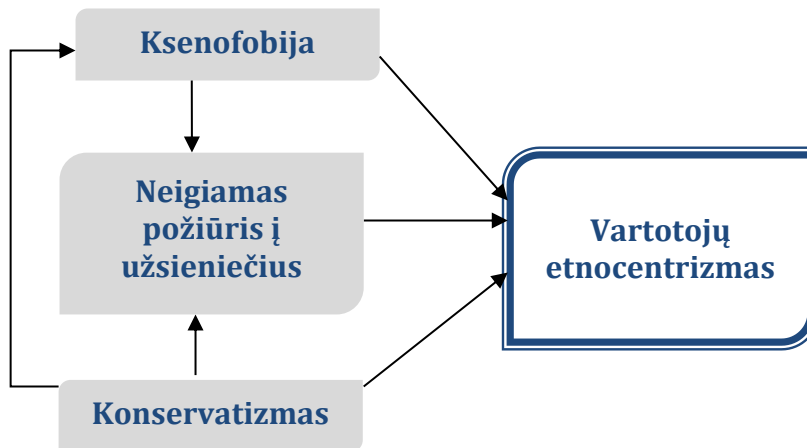 Ksenofobija
Neigiamas
požiūris į
užsieniečius
Vartotojų
etnocentrizmas
Konservatizmas